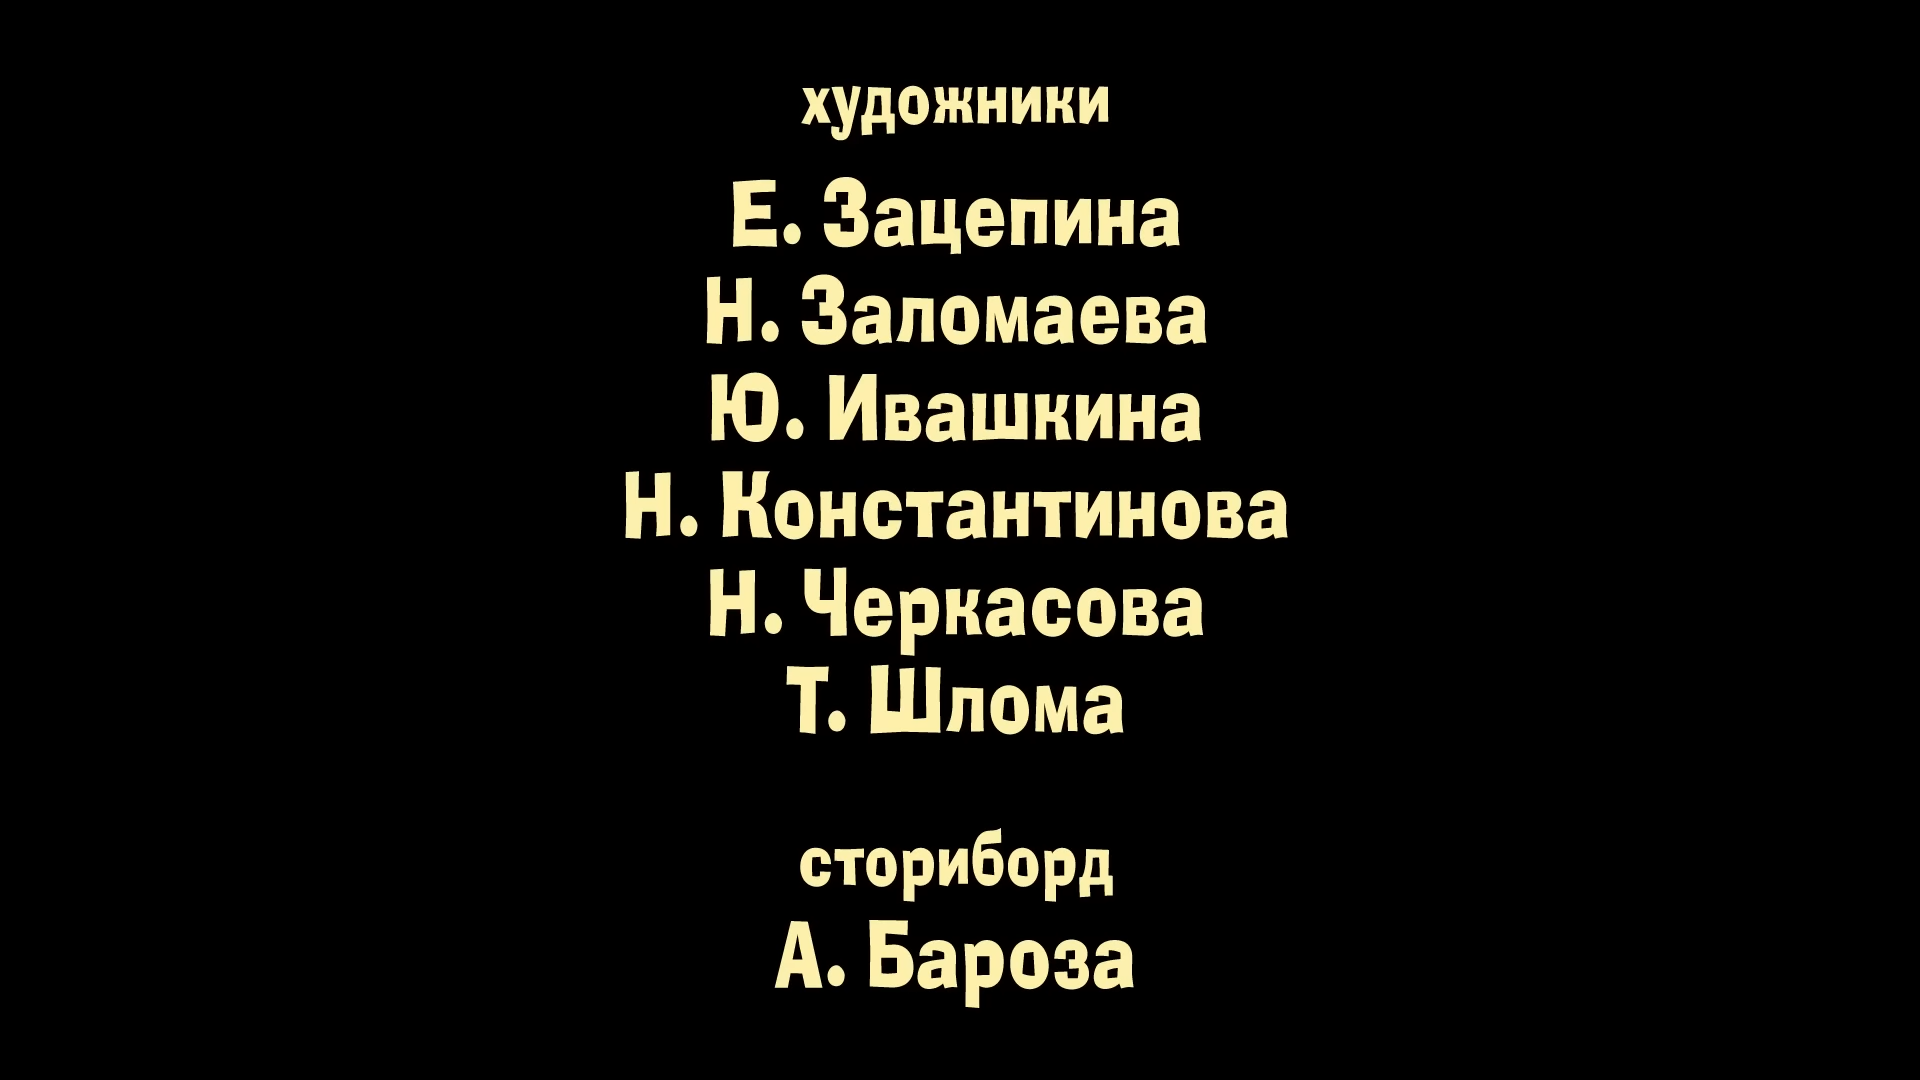 художники
Е. Зацепина
Н. Заломаева
Ю. Ивашкина
Н. Константинова
Н. Черкасова
Т. Шлома
сториборд
А. Бароза